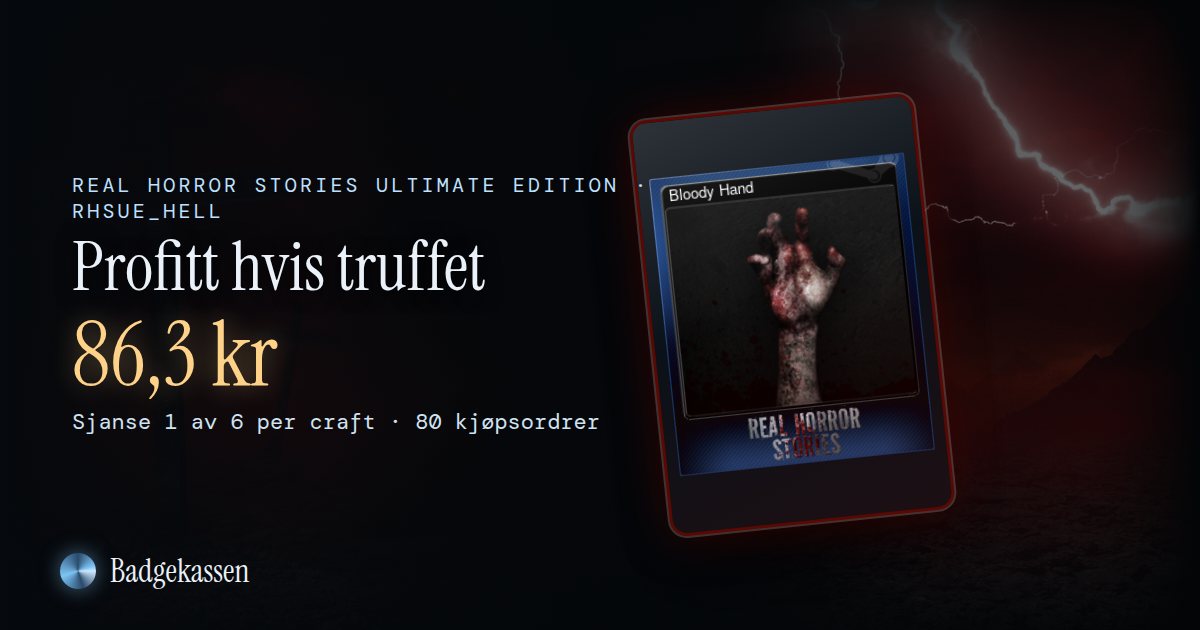 REAL HORROR STORIES ULTIMATE EDITION ·
RHSUE_HELL
Profitt hvis truffet
86,3 kr
Sjanse 1 av 6 per craft · 80 kjøpsordrer
Badgekassen
Bloody Hand
REAL HORROR
STORIES